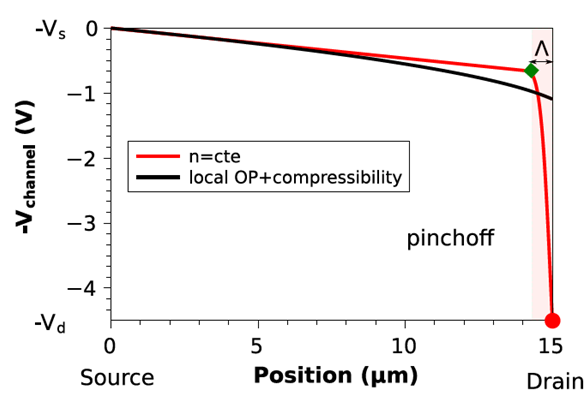 -Vs
0
Λ
−1
−2
−3
−4
-Vd
-Vchannel (V)
n=cte
local OP+compressibility
pinchoff
0
5
10
15
Source
Position (μm)
Drain